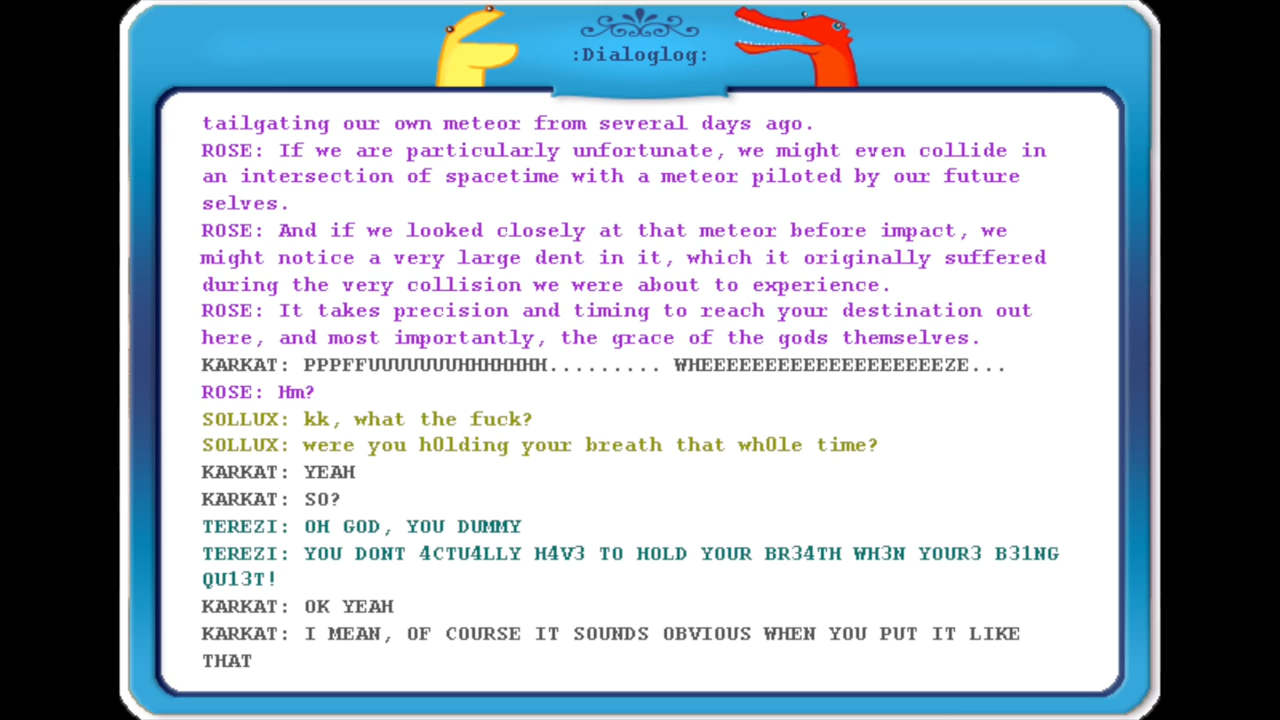 :Dialoglog:
tailgating our own meteor from several days ago.
ROSE: If we are particularly unfortunate, we might even collide in
an intersection of spacetime with a meteor piloted by our future
selves.
ROSE: And if we looked closely at that meteor before impact, we
might notice a very large dent in it, which it originally suffered
during the very collision we were about to experience.
ROSE: It takes precision and timing to reach your destination out
here, and most importantly, the grace of the gods themselves.
KARKAT: PPPFFUUUUUUUHHHHHHH......... WHEEEEEEEEEEEEEEEEEEEZE...
ROSE: Hm?
SOLLUX: kk, what the fuck?
SOLLUX: were you h0lding your breath that wh0le time?
KARKAT: YEAH
KARKAT: SO?
TEREZI: OH GOD, YOU DUMMY
TEREZI: YOU DONT 4CTU4LLY H4V3 TO HOLD YOUR BR34TH WH3N YOUR3 B31NG
QU13T!
KARKAT: OK YEAH
KARKAT: I MEAN, OF COURSE IT SOUNDS OBVIOUS WHEN YOU PUT IT LIKE
THAT